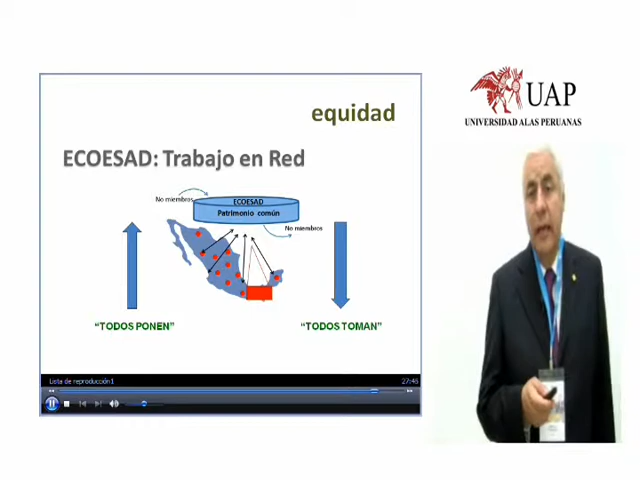 equidad
ECOESAD: Trabajo en Red
No miembros
ECOESAD
Patrimonio común
No miembros
"TODOS PONEN"
"TODOS TOMAN"
Lista de reproducción1
27:45
UAP
UNIVERSIDAD ALAS PERUANAS